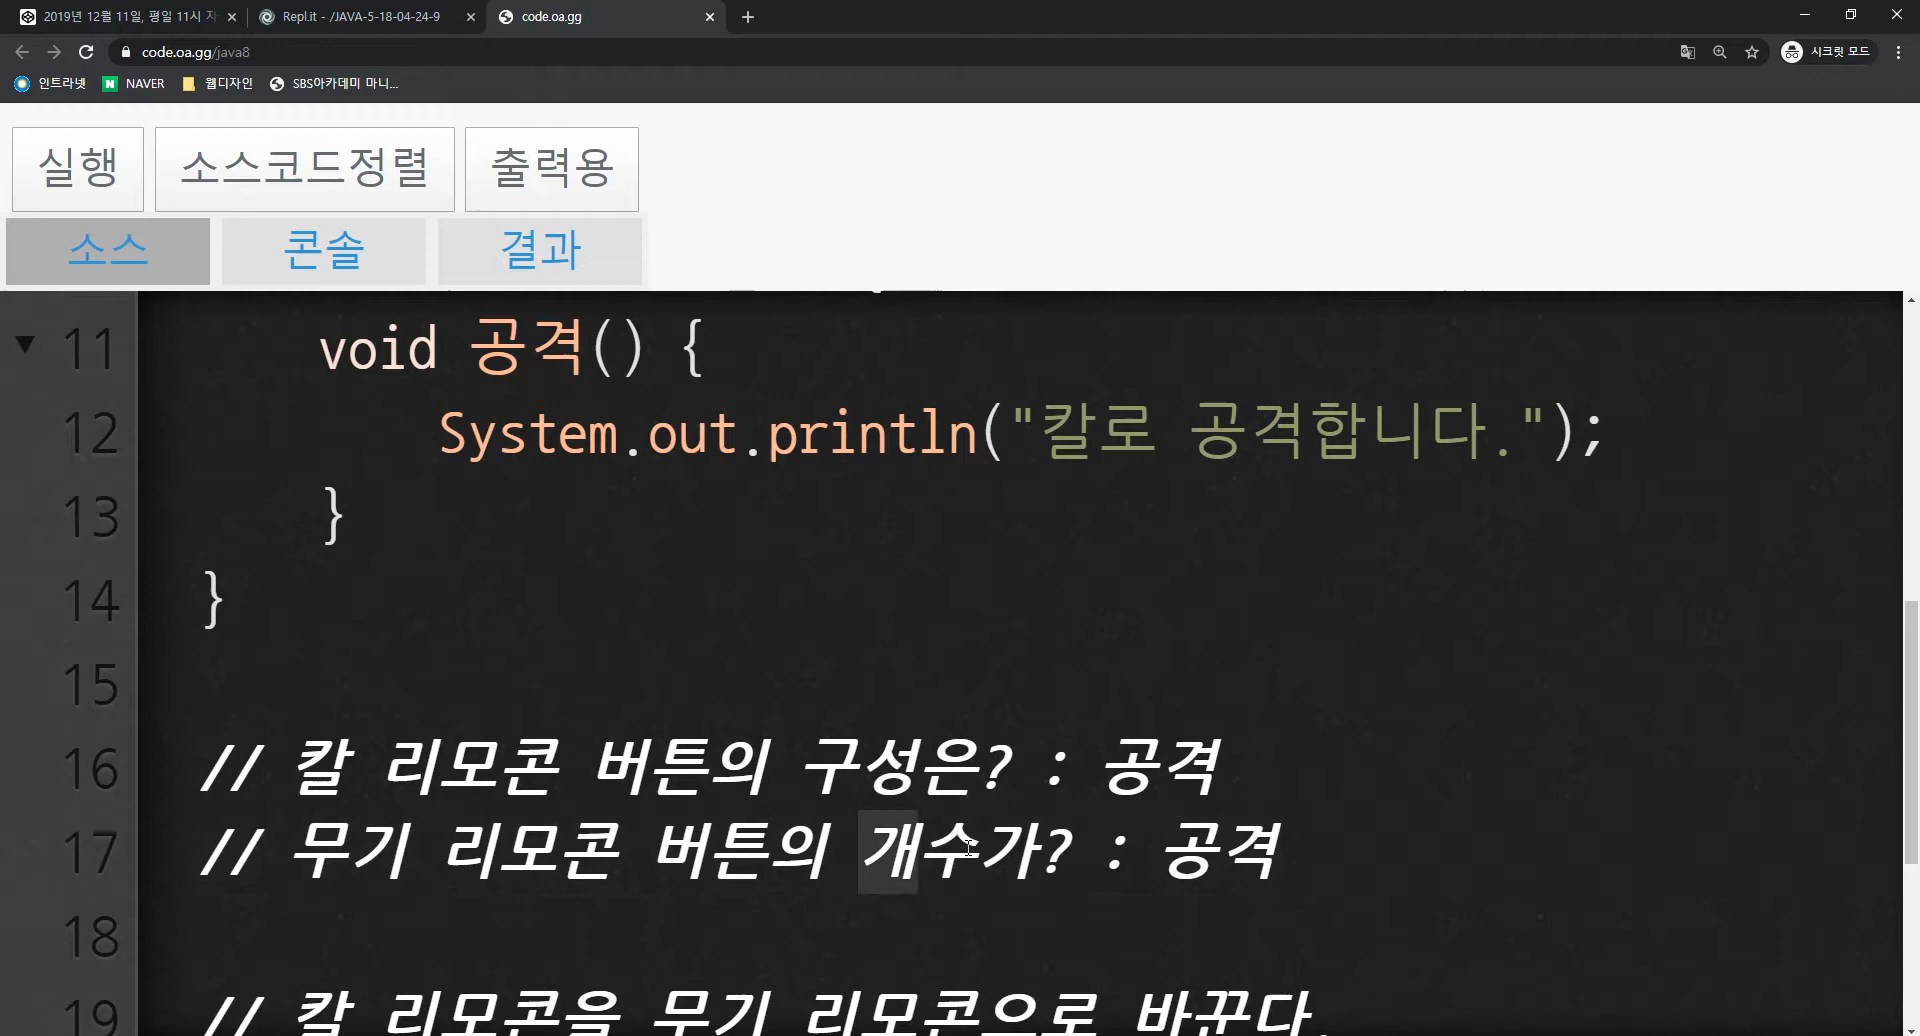 2019년 12월 11일, 평일 11시 자
Repl.it - /JAVA-5-18-04-24-9
code.oa.gg
code.oa.gg/java8
시크릿 모드
인트라넷
NAVER
웹디자인
SBS아카데미 마니...
실행
소스코드정렬
출력용
소스
콘솔
결과
11 void 공격() {
12 System.out.println("칼로 공격합니다.");
13 }
14 }
15
16 // 칼 리모콘 버튼의 구성은? : 공격
17 // 무기 리모콘 버튼의 개수가? : 공격
18
19 // 칼 리모콘을 무기 리모콘으로 바꾼다.